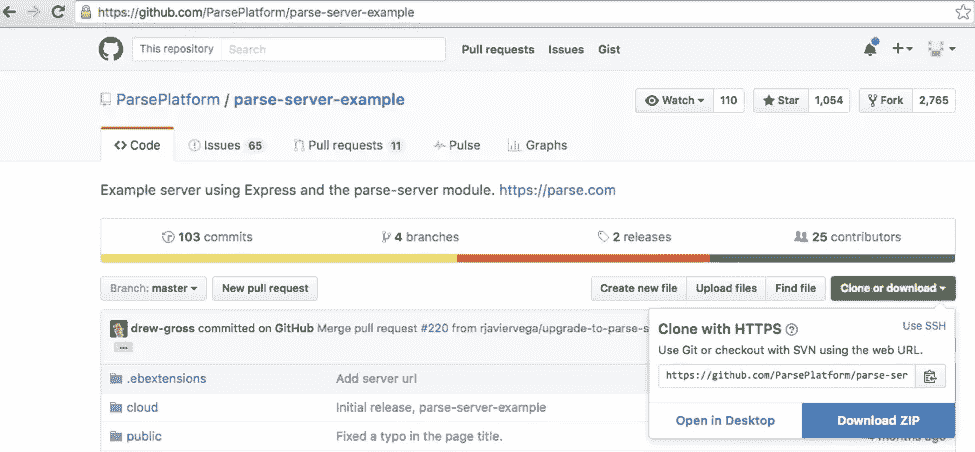 https://github.com/ParsePlatform/parse-server-example
This repository Search Pull requests Issues Gist
ParsePlatform / parse-server-example Watch 110 Star 1,054 Fork 2,765
<> Code Issues 65 Pull requests 11 Pulse Graphs
Example server using Express and the parse-server module. https://parse.com
103 commits 4 branches 2 releases 25 contributors
Branch: master New pull request Create new file Upload files Find file Clone or download
drew-gross committed on GitHub Merge pull request #220 from rjaviervega/upgrade-to-parse-s
...
.ebextensions Add server url
cloud Initial release, parse-server-example
public Fixed a typo in the page title.
Clone with HTTPS ? Use SSH
Use Git or checkout with SVN using the web URL.
https://github.com/ParsePlatform/parse-ser
Open in Desktop Download ZIP